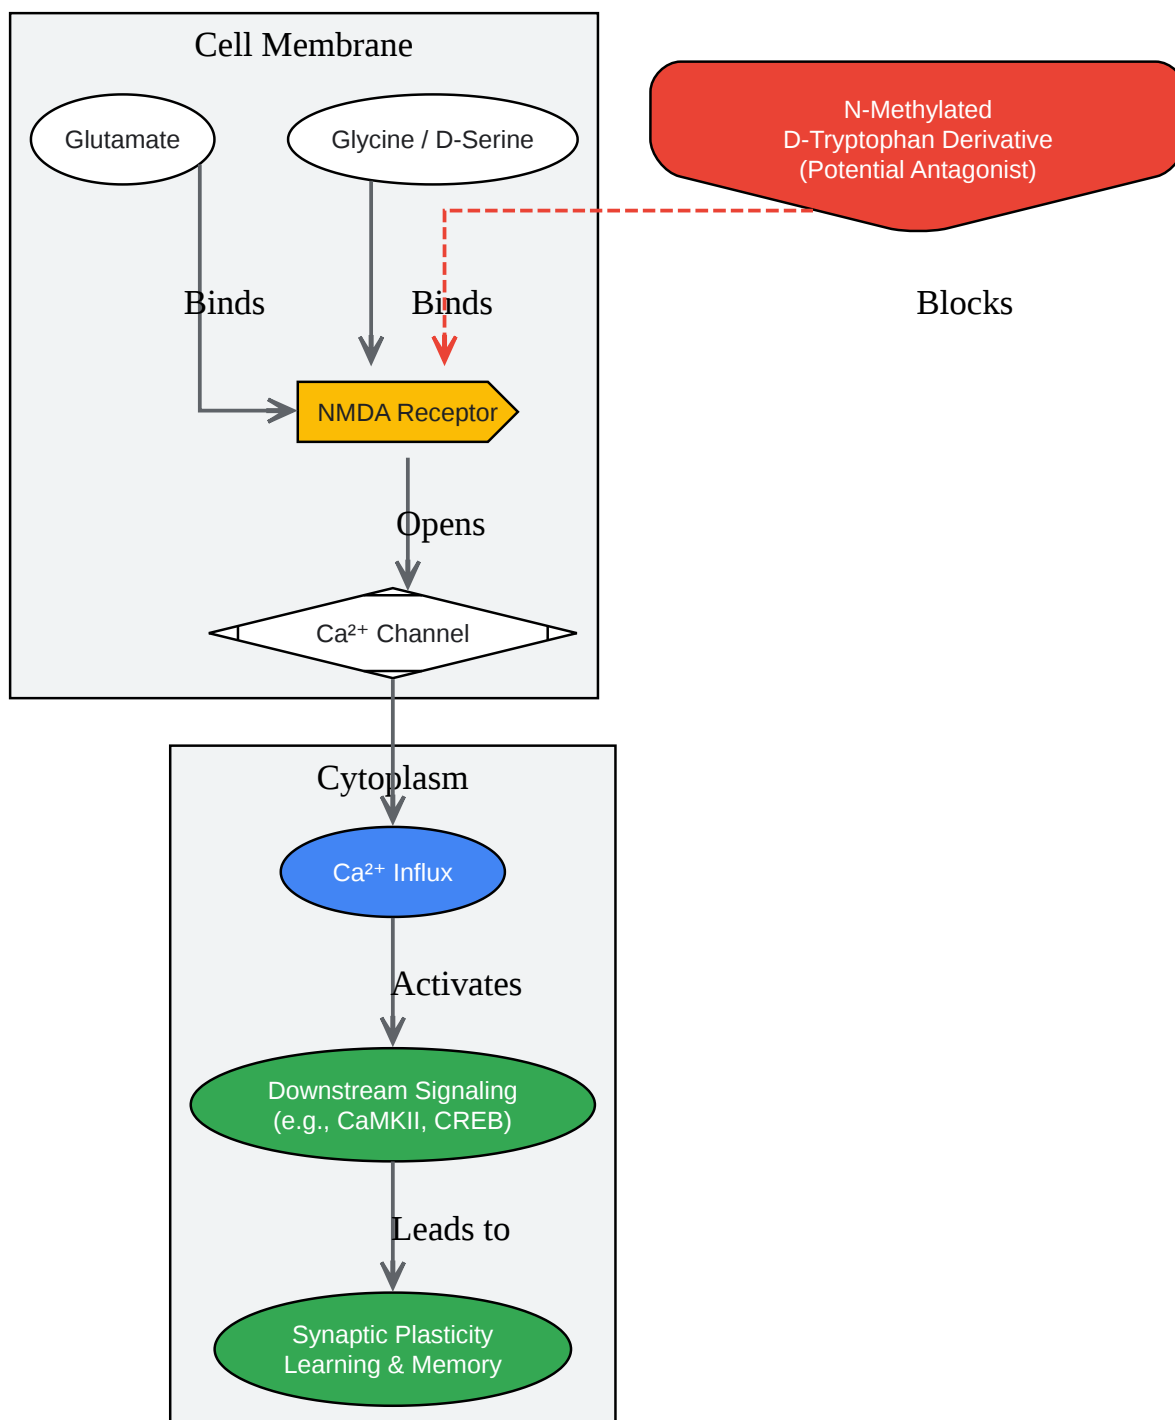 Cell Membrane
Glutamate
Glycine / D-Serine
N-Methylated
D-Tryptophan Derivative
(Potential Antagonist)
Binds
Binds
Blocks
NMDA Receptor
Opens
Ca²⁺ Channel
Cytoplasm
Ca²⁺ Influx
Activates
Downstream Signaling
(e.g., CaMKII, CREB)
Leads to
Synaptic Plasticity
Learning & Memory